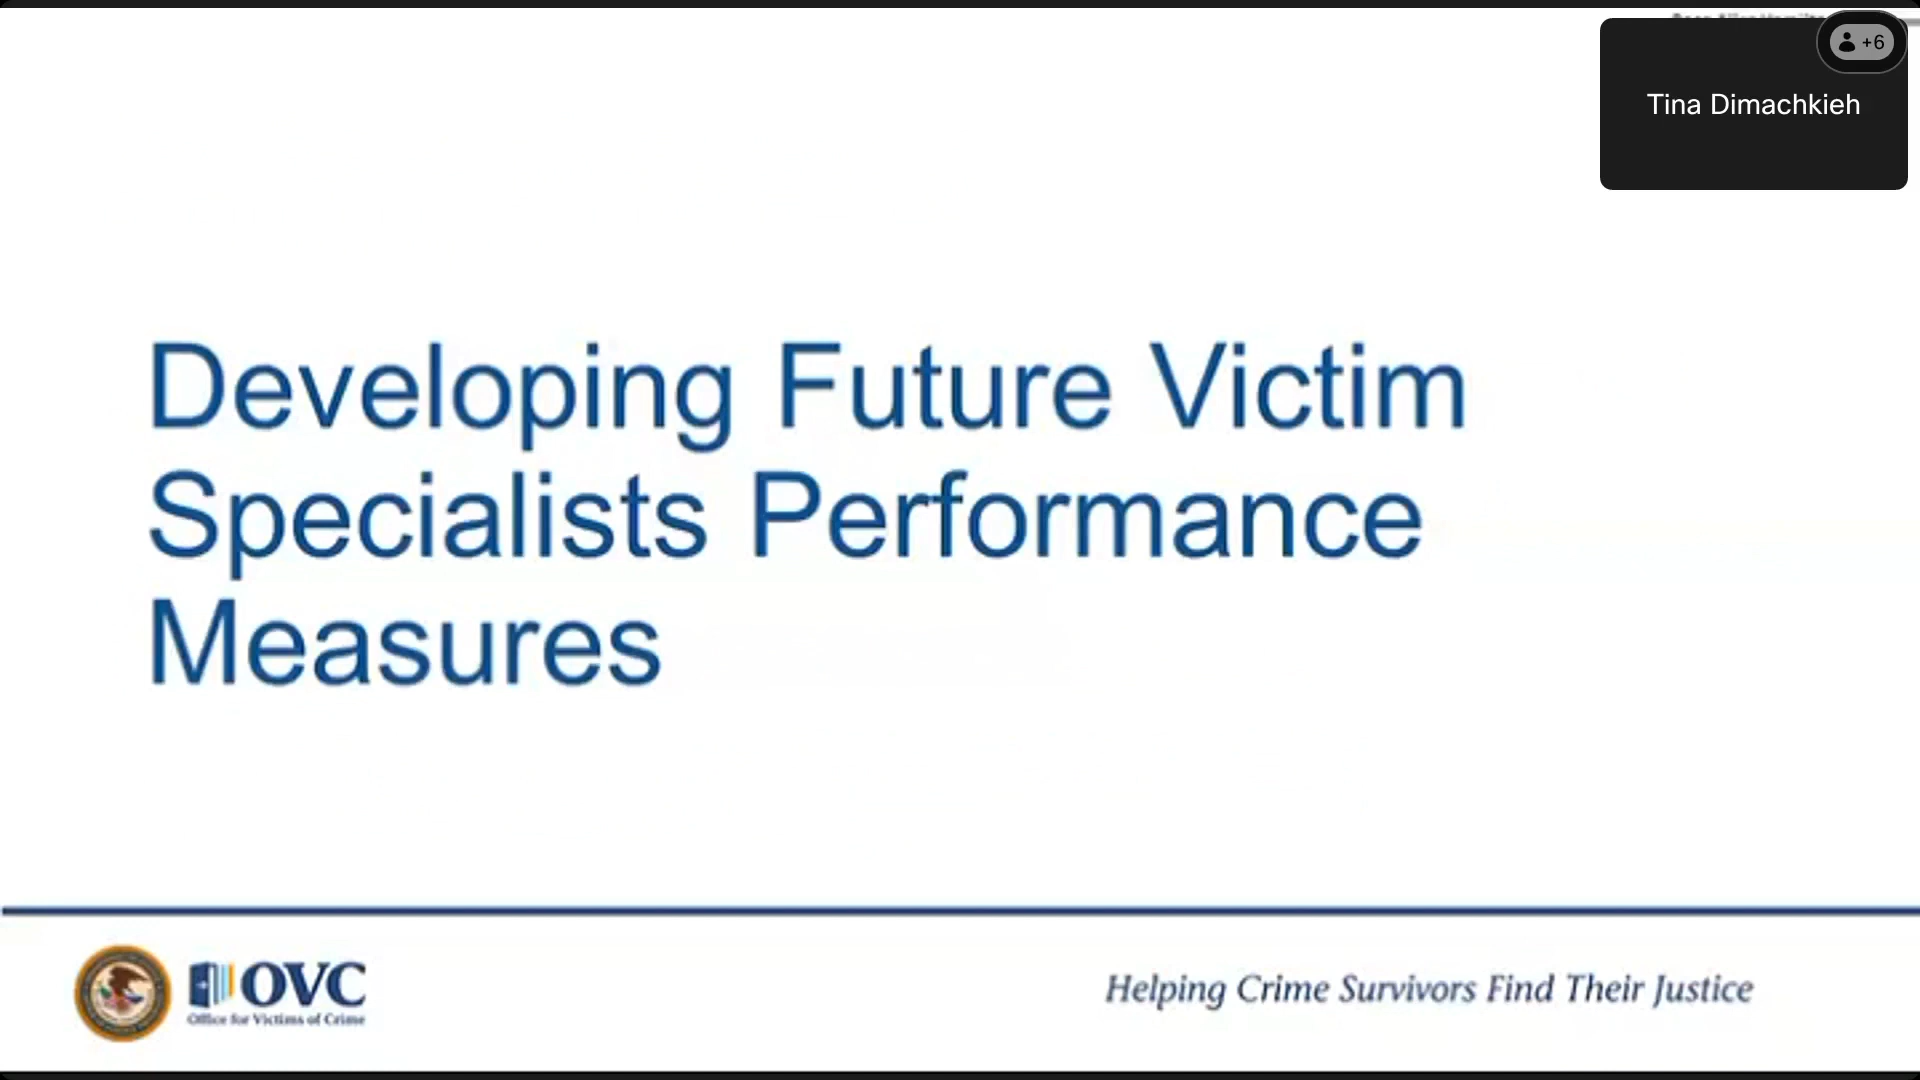 +6
Tina Dimachkieh
Developing Future Victim
Specialists Performance
Measures
OVC
Office for Victims of Crime
Helping Crime Survivors Find Their Justice